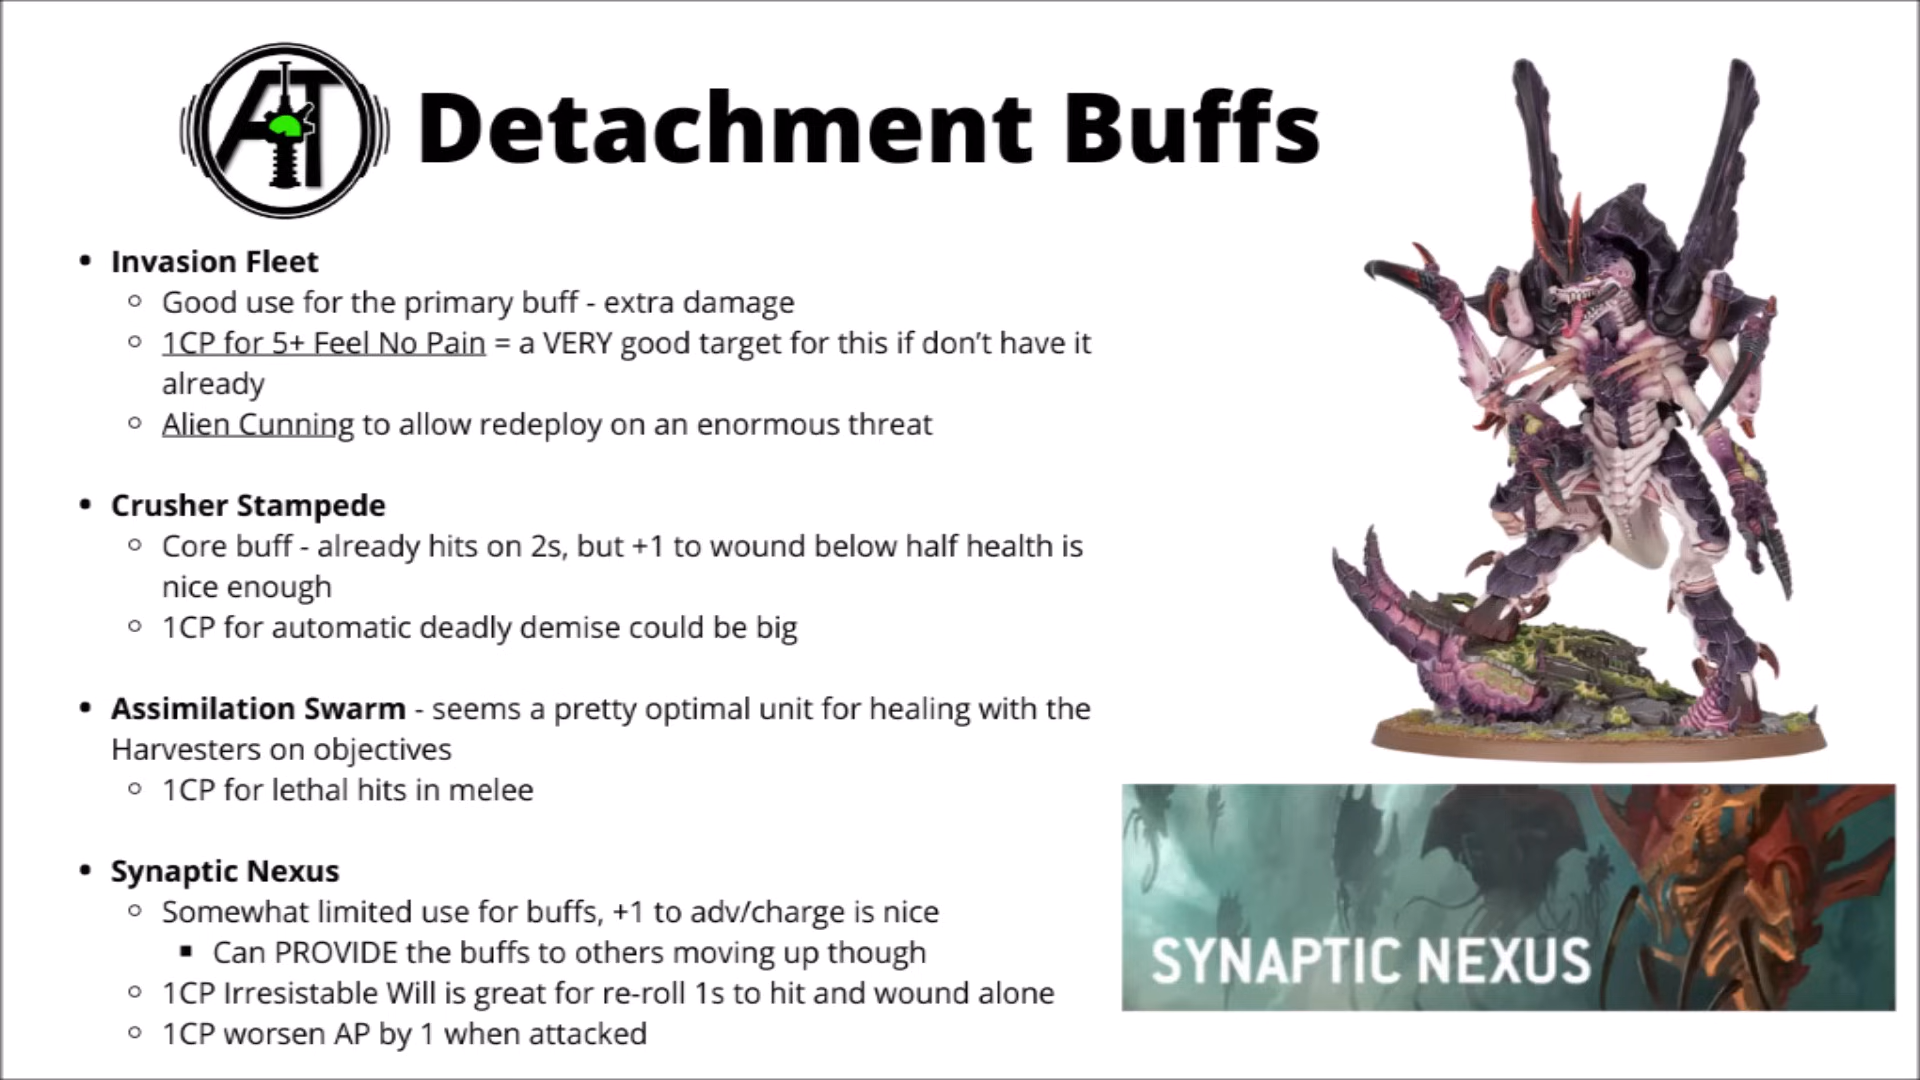 AT
Detachment Buffs
• Invasion Fleet
○ Good use for the primary buff - extra damage
○ 1CP for 5+ Feel No Pain = a VERY good target for this if don't have it
already
○ Alien Cunning to allow redeploy on an enormous threat
• Crusher Stampede
○ Core buff - already hits on 2s, but +1 to wound below half health is
nice enough
○ 1CP for automatic deadly demise could be big
• Assimilation Swarm - seems a pretty optimal unit for healing with the
Harvesters on objectives
○ 1CP for lethal hits in melee
• Synaptic Nexus
○ Somewhat limited use for buffs, +1 to adv/charge is nice
▪ Can PROVIDE the buffs to others moving up though
○ 1CP Irresistable Will is great for re-roll 1s to hit and wound alone
○ 1CP worsen AP by 1 when attacked
SYNAPTIC NEXUS